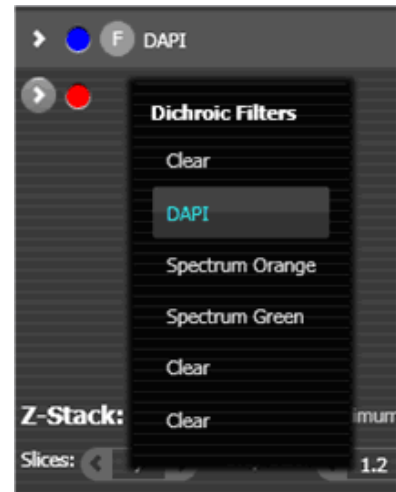 F DAPI
Dichroic Filters
Clear
DAPI
Spectrum Orange
Spectrum Green
Clear
Clear
Z-Stack:
Slices: 1.2